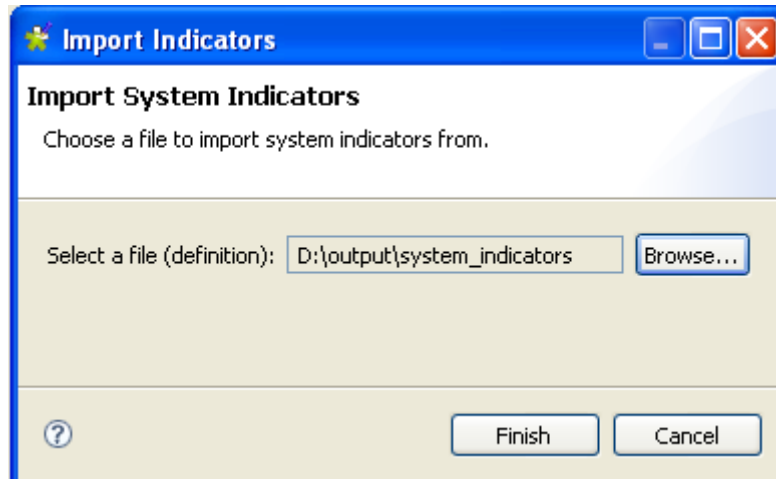 Import Indicators
Import System Indicators
Choose a file to import system indicators from.
Select a file (definition): D:\output\system_indicators Browse...
? Finish Cancel